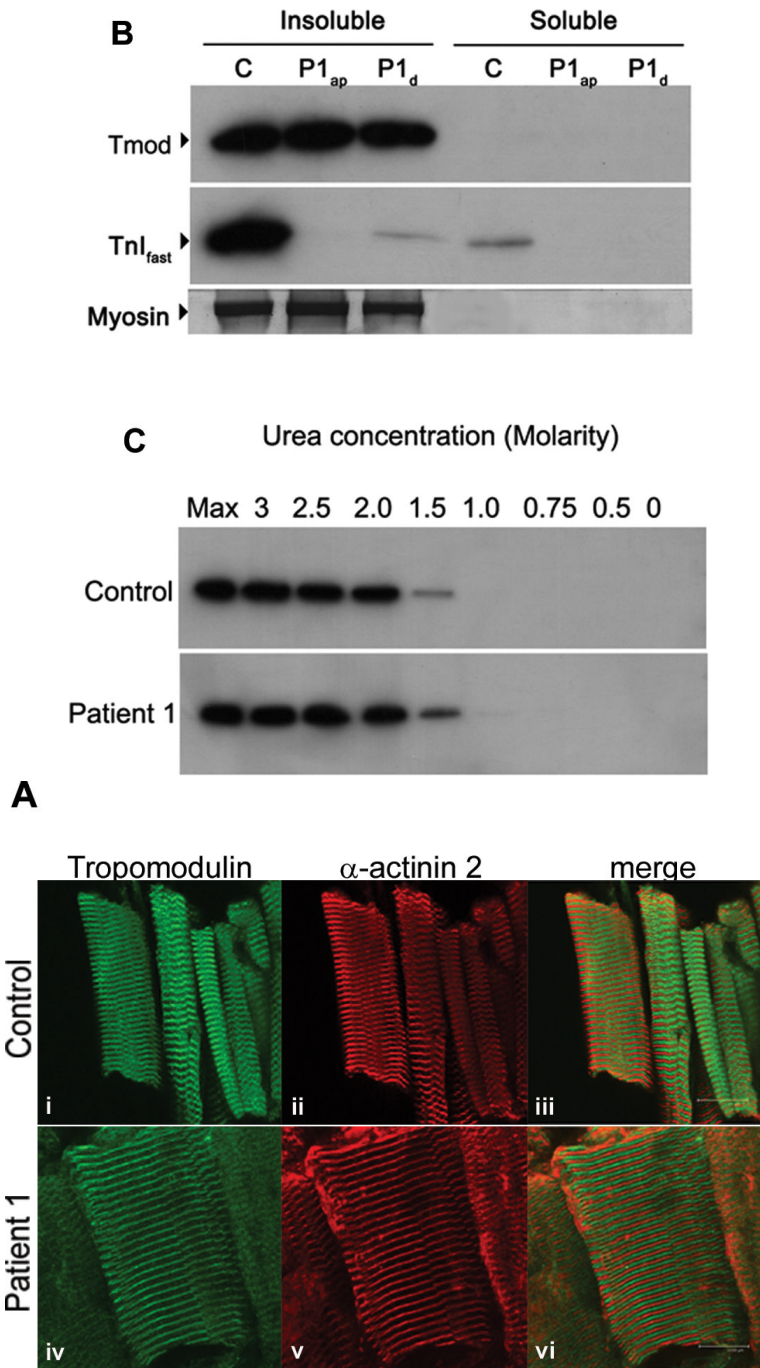 B
Insoluble Soluble
C P1ap P1d C P1ap P1d
Tmod
TnIfast
Myosin
C
Urea concentration (Molarity)
Max 3 2.5 2.0 1.5 1.0 0.75 0.5 0
Control
Patient 1
A
Tropomodulin α-actinin 2 merge
Control
i ii iii
Patient 1
iv v vi